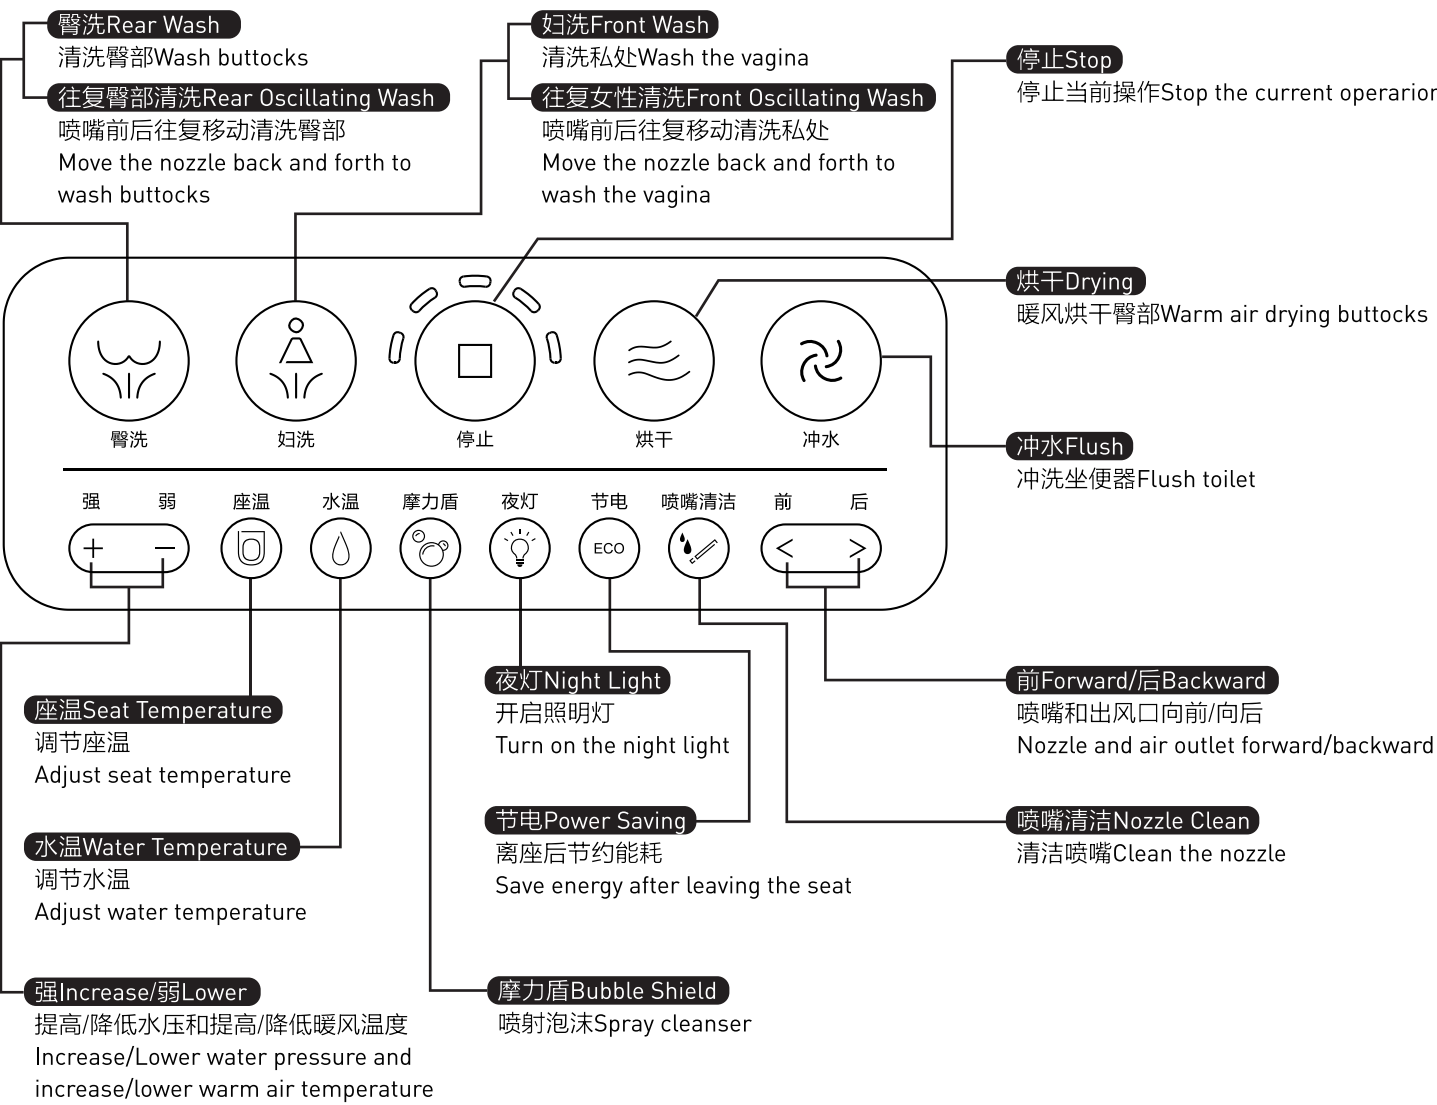 臀洗Rear Wash
清洗臀部Wash buttocks
往复臀部清洗Rear Oscillating Wash
喷嘴前后往复移动清洗臀部
Move the nozzle back and forth to
wash buttocks
妇洗Front Wash
清洗私处Wash the vagina
往复女性清洗Front Oscillating Wash
喷嘴前后往复移动清洗私处
Move the nozzle back and forth to
wash the vagina
停止Stop
停止当前操作Stop the current operarior
烘干Drying
暖风烘干臀部Warm air drying buttocks
冲水Flush
冲洗坐便器Flush toilet
臀洗
妇洗
停止
烘干
冲水
强
弱
座温
水温
摩力盾
夜灯
节电
喷嘴清洁
前
后
+
−
ECO
<
>
座温Seat Temperature
调节座温
Adjust seat temperature
水温Water Temperature
调节水温
Adjust water temperature
强Increase/弱Lower
提高/降低水压和提高/降低暖风温度
Increase/Lower water pressure and
increase/lower warm air temperature
夜灯Night Light
开启照明灯
Turn on the night light
节电Power Saving
离座后节约能耗
Save energy after leaving the seat
摩力盾Bubble Shield
喷射泡沫Spray cleanser
前Forward/后Backward
喷嘴和出风口向前/向后
Nozzle and air outlet forward/backward
喷嘴清洁Nozzle Clean
清洁喷嘴Clean the nozzle